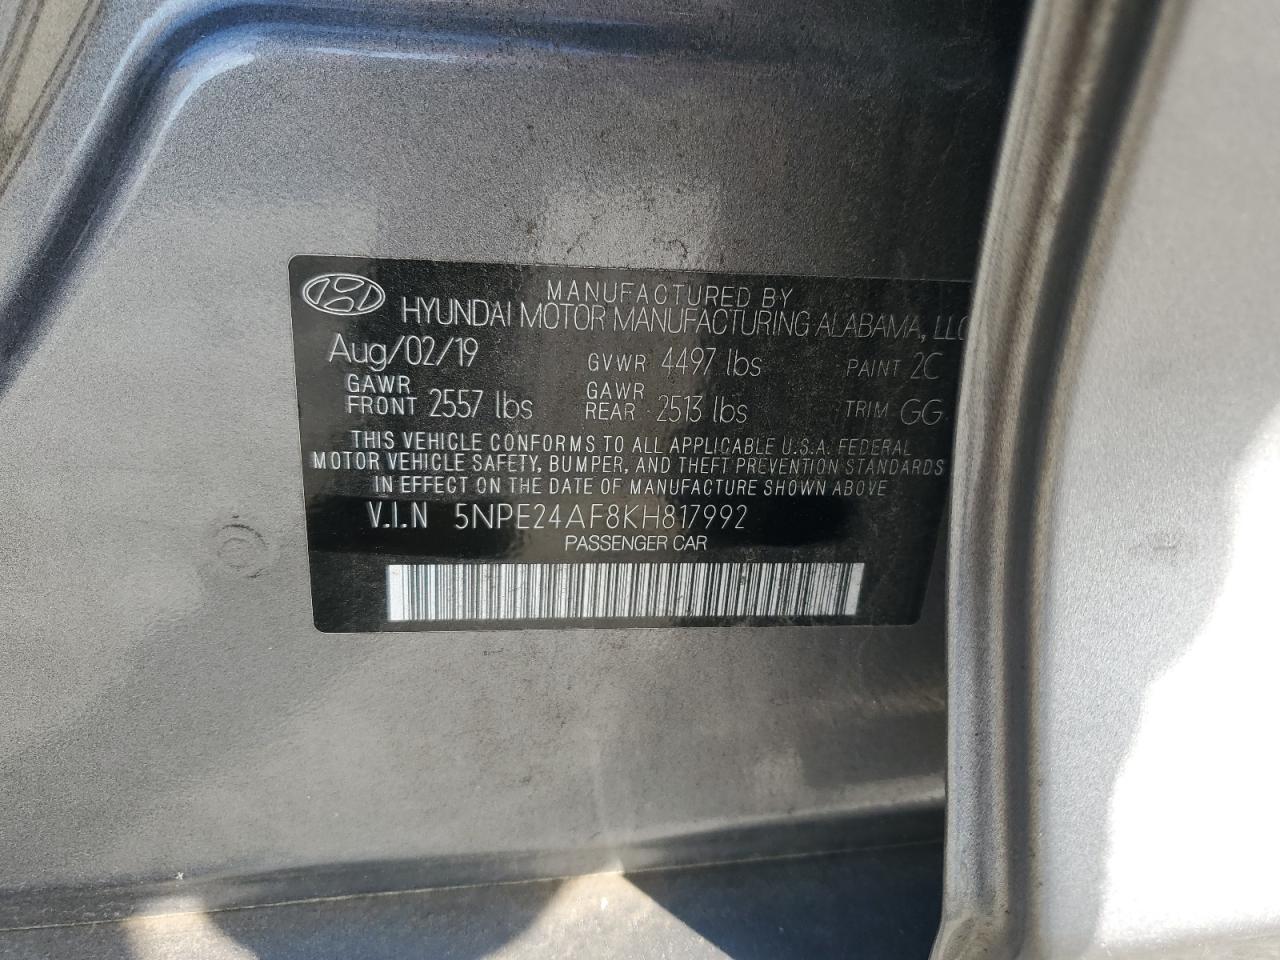 MANUFACTURED BY
HYUNDAI MOTOR MANUFACTURING ALABAMA, LLC
Aug/02/19 GVWR 4497 lbs PAINT 2C
GAWR FRONT 2557 lbs GAWR REAR 2513 lbs TRIM GG
THIS VEHICLE CONFORMS TO ALL APPLICABLE U.S.A. FEDERAL
MOTOR VEHICLE SAFETY, BUMPER, AND THEFT PREVENTION STANDARDS
IN EFFECT ON THE DATE OF MANUFACTURE SHOWN ABOVE
V.I.N 5NPE24AF8KH817992
PASSENGER CAR